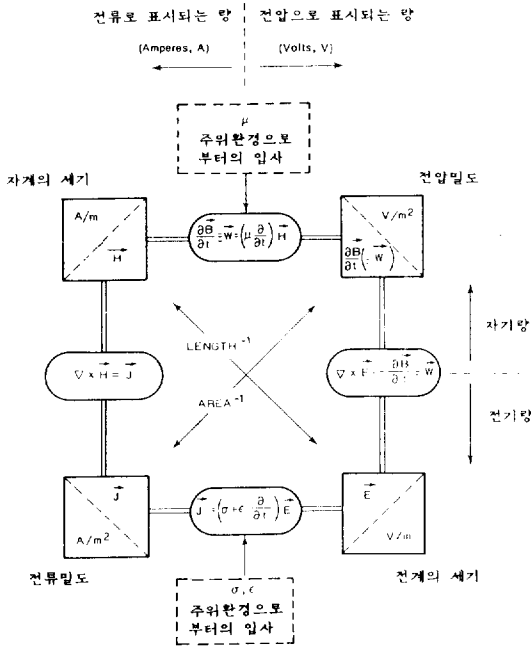 전류로 표시되는 량
전압으로 표시되는 량
(Amperes, A)
(Volts, V)
μ
주위환경으로
부터의 입사
자계의 세기
전압밀도
A/m
H⃗
∂B⃗/∂t = W⃗ = (μ ∂/∂t) H⃗
V/m²
∂B⃗/∂t (= W⃗)
자기량
LENGTH⁻¹
∇ x H⃗ = J⃗
∇ x E⃗ = - ∂B⃗/∂t = W⃗
AREA⁻¹
전기량
J⃗
A/m²
J⃗ = (σ + ε ∂/∂t) E⃗
E⃗
V/m
전류밀도
전계의 세기
σ, ε
주위환경으로
부터의 입사